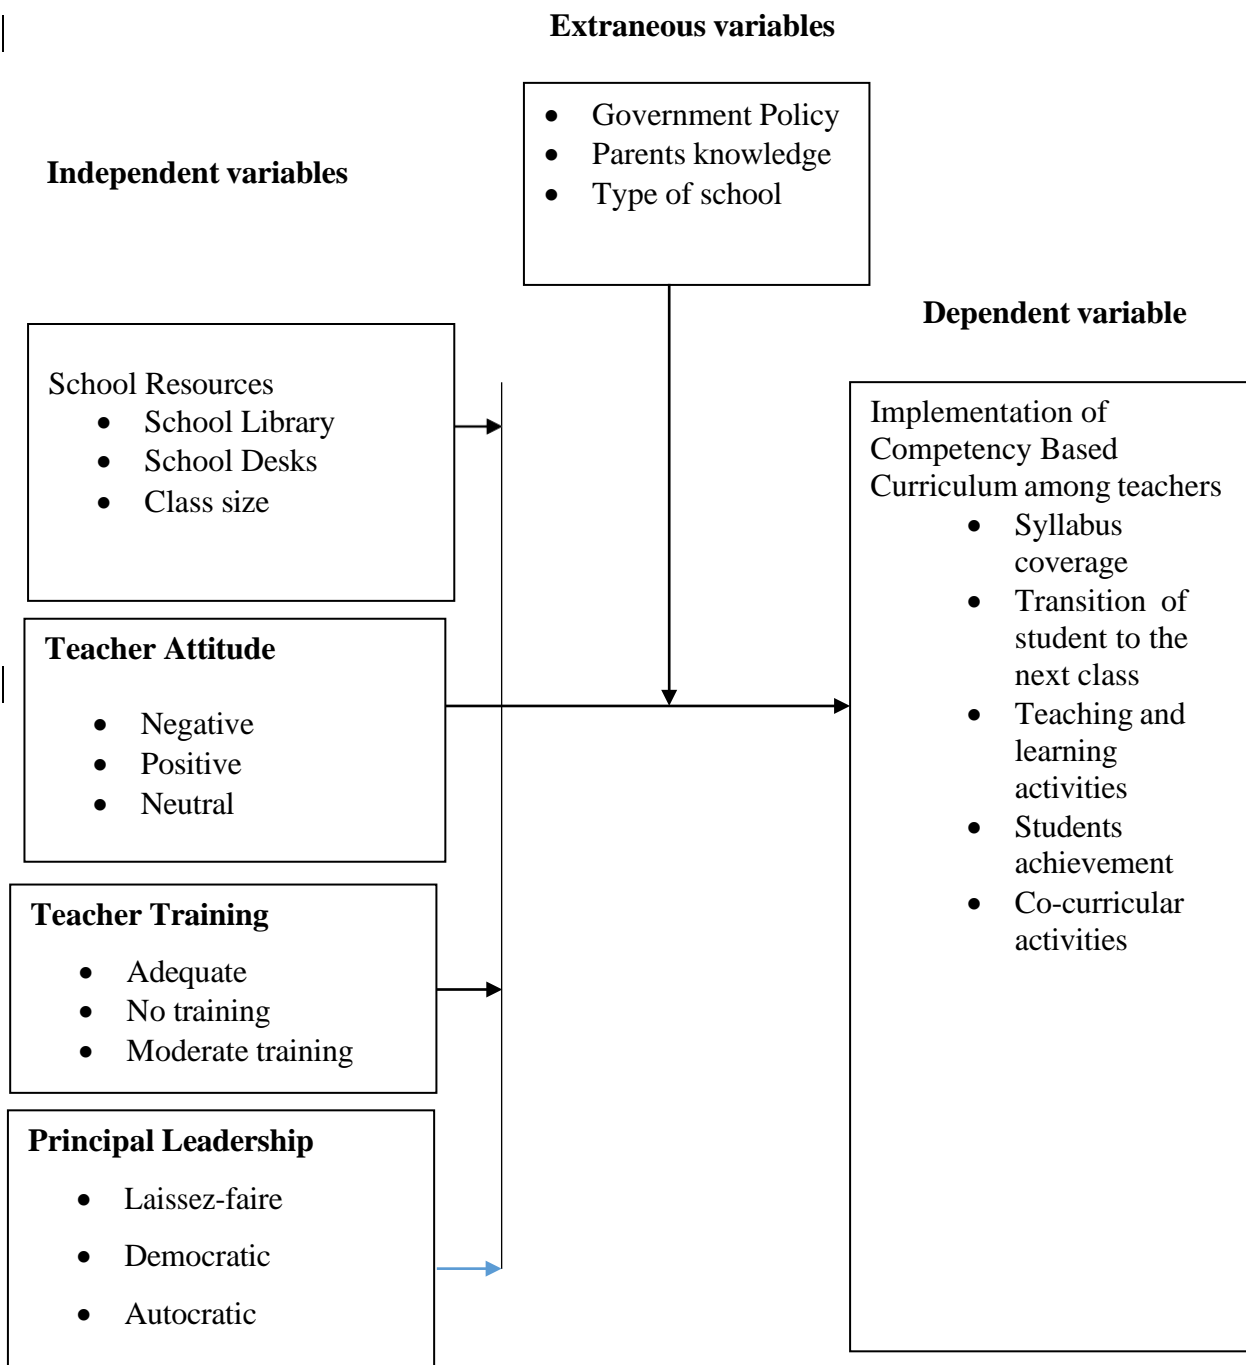 Extraneous variables
• Government Policy
• Parents knowledge
• Type of school
Independent variables
Dependent variable
School Resources
• School Library
• School Desks
• Class size
Teacher Attitude
• Negative
• Positive
• Neutral
Teacher Training
• Adequate
• No training
• Moderate training
Principal Leadership
• Laissez-faire
• Democratic
• Autocratic
Implementation of
Competency Based
Curriculum among teachers
• Syllabus
coverage
• Transition of
student to the
next class
• Teaching and
learning
activities
• Students
achievement
• Co-curricular
activities